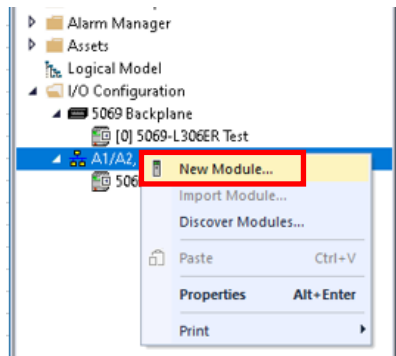 Alarm Manager
Assets
Logical Model
I/O Configuration
5069 Backplane
[0] 5069-L306ER Test
A1/A2,
New Module...
506
Import Module...
Discover Modules...
Paste Ctrl+V
Properties Alt+Enter
Print